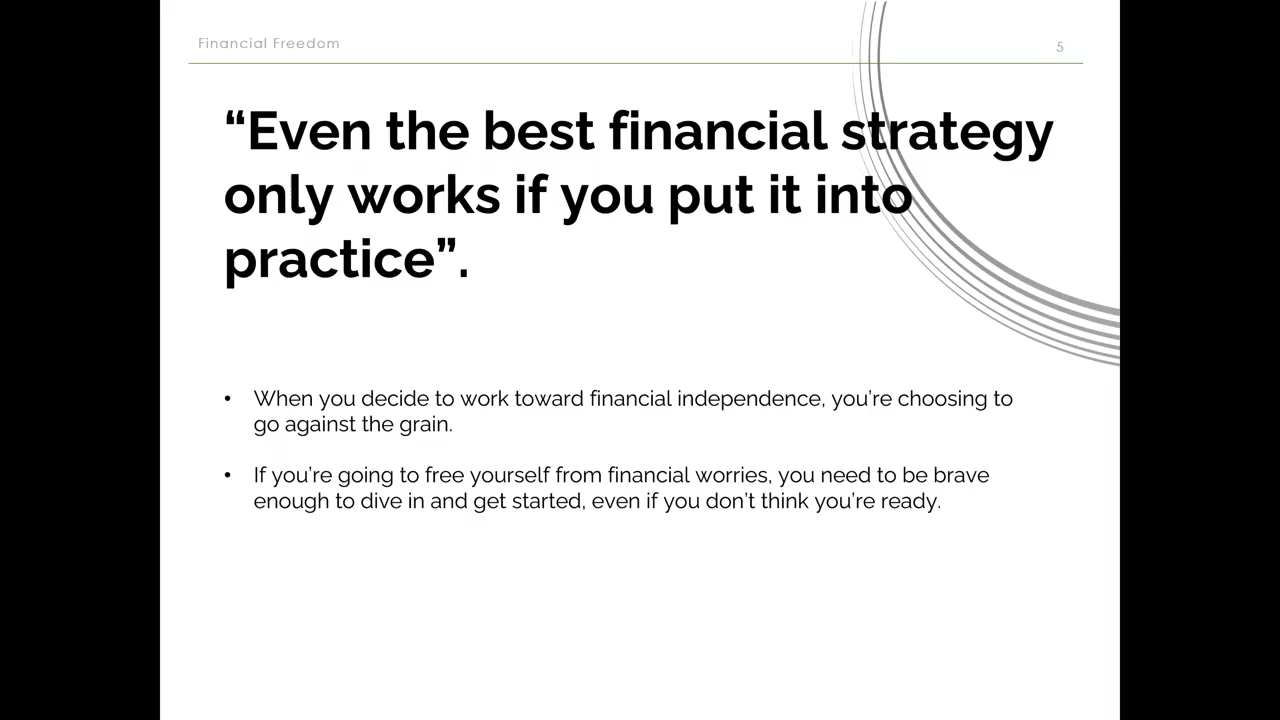 Financial Freedom
5
“Even the best financial strategy
only works if you put it into
practice”.
• When you decide to work toward financial independence, you’re choosing to
go against the grain.
• If you’re going to free yourself from financial worries, you need to be brave
enough to dive in and get started, even if you don’t think you’re ready.